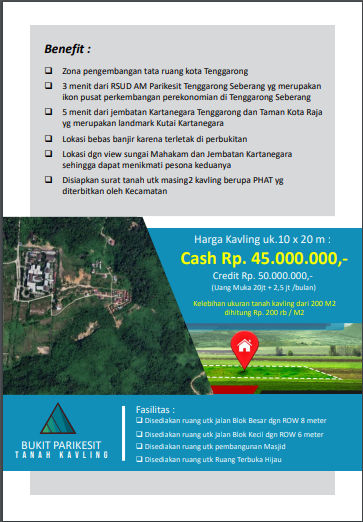 Benefit :
❑ Zona pengembangan tata ruang kota Tenggarong
❑ 3 menit dari RSUD AM Parikesit Tenggarong Seberang yg merupakan
ikon pusat perkembangan perekonomian di Tenggarong Seberang
❑ 5 menit dari jembatan Kartanegara Tenggarong dan Taman Kota Raja
yg merupakan landmark Kutai Kartanegara
❑ Lokasi bebas banjir karena terletak di perbukitan
❑ Lokasi dgn view sungai Mahakam dan Jembatan Kartanegara
sehingga dapat menikmati pesona keduanya
❑ Disiapkan surat tanah utk masing2 kavling berupa PHAT yg
diterbitkan oleh Kecamatan
Harga Kavling uk.10 x 20 m :
Cash Rp. 45.000.000,-
Credit Rp. 50.000.000,-
(Uang Muka 20jt + 2,5 jt /bulan)
Kelebihan ukuran tanah kavling dari 200 M2
dihitung Rp. 200 rb / M2
BUKIT PARIKESIT
TANAH KAVLING
Fasilitas :
❑ Disediakan ruang utk jalan Blok Besar dgn ROW 8 meter
❑ Disediakan ruang utk jalan Blok Kecil dgn ROW 6 meter
❑ Disediakan ruang utk pembangunan Masjid
❑ Disediakan ruang utk Ruang Terbuka Hijau